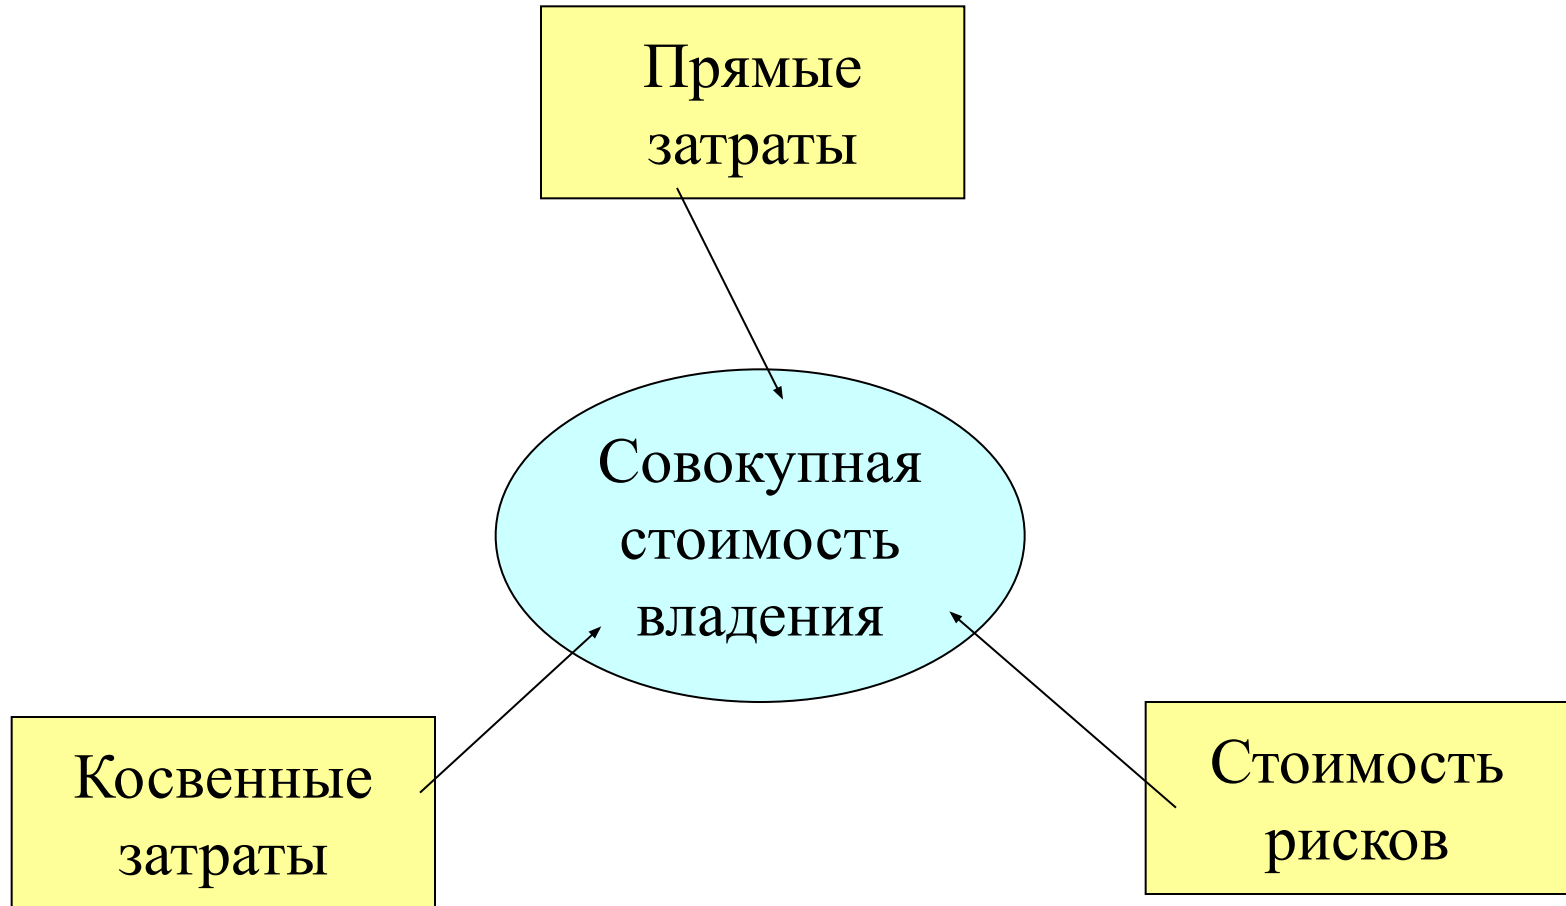 Прямые
затраты
Совокупная
стоимость
владения
Косвенные
затраты
Стоимость
рисков